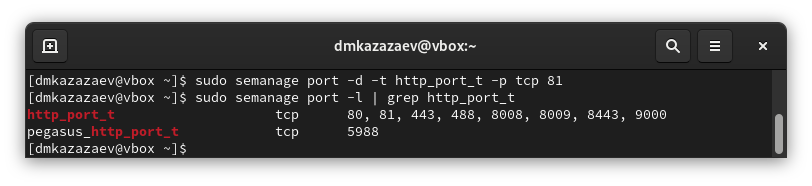 dmkazazaev@vbox:~
[dmkazazaev@vbox ~]$ sudo semanage port -d -t http_port_t -p tcp 81
[dmkazazaev@vbox ~]$ sudo semanage port -l | grep http_port_t
http_port_t                    tcp      80, 81, 443, 488, 8008, 8009, 8443, 9000
pegasus_http_port_t            tcp      5988
[dmkazazaev@vbox ~]$